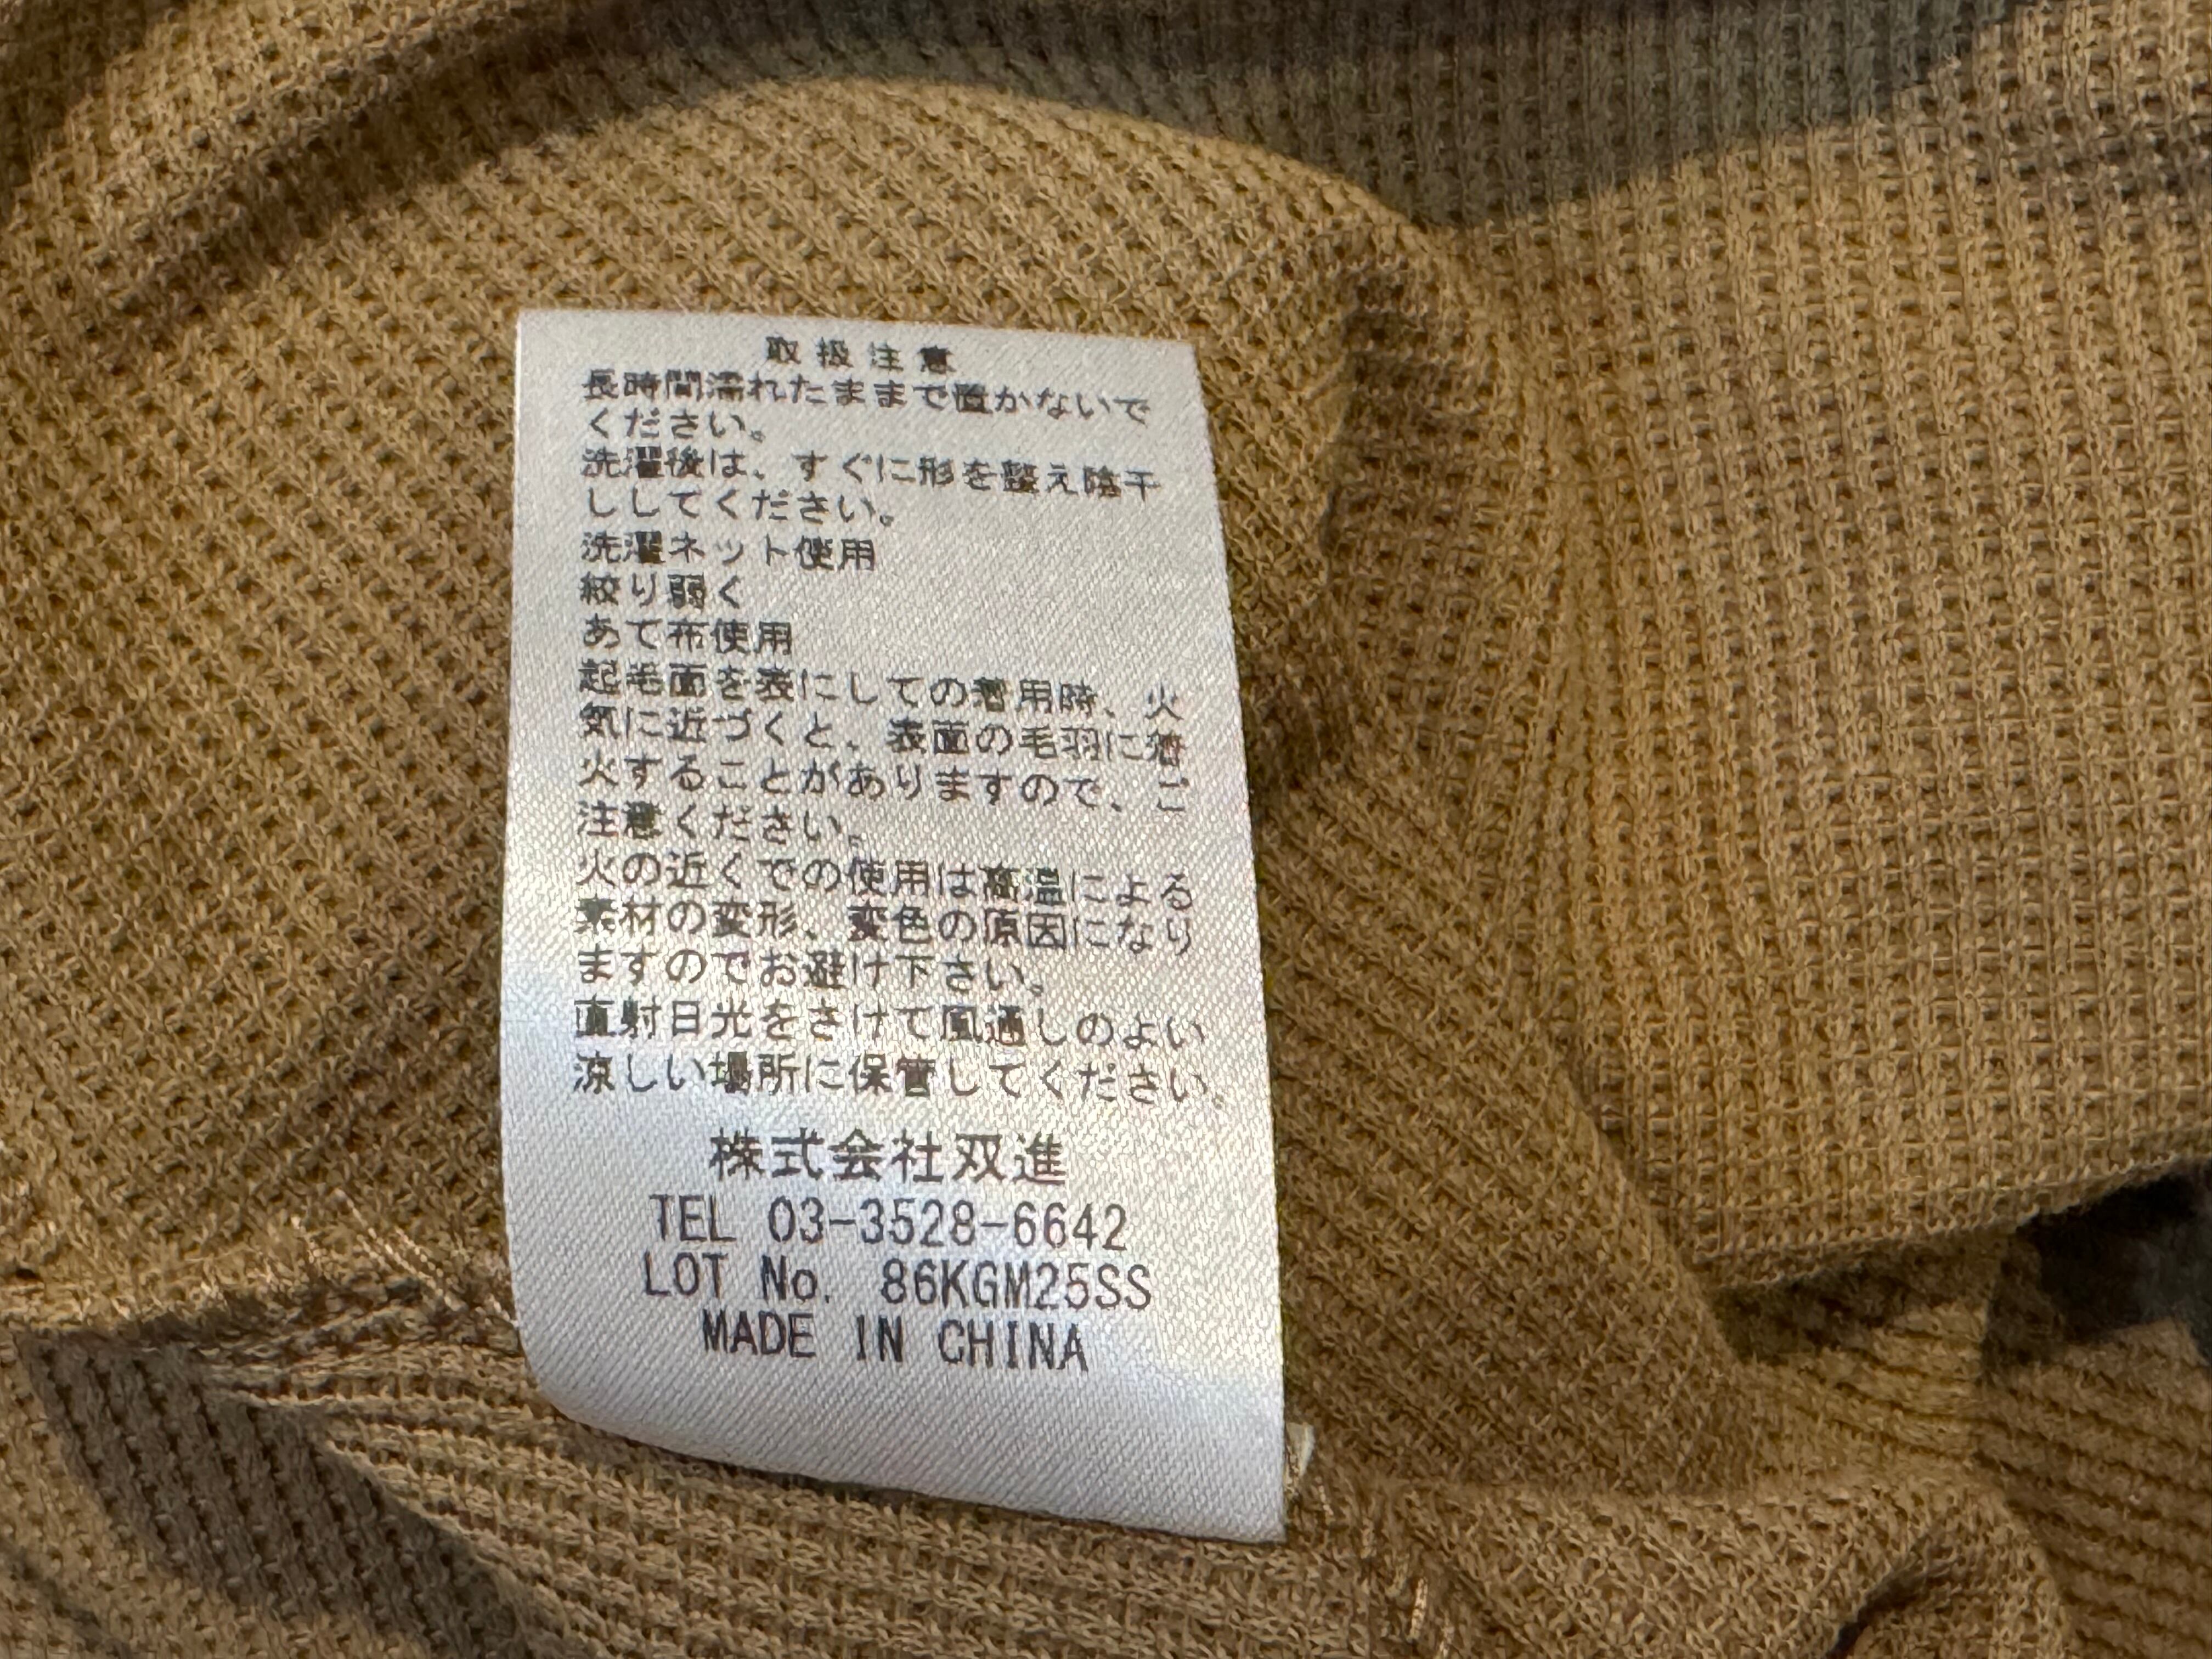 取扱注意
長時間濡れたままで置かないで
ください。
洗濯後は、すぐに形を整え陰干
ししてください。
洗濯ネット使用
絞り弱く
あて布使用
起毛面を表にしての着用時、火
気に近づくと、表面の毛羽に着
火することがありますので、ご
注意ください。
火の近くでの使用は高温による
素材の変形、変色の原因になり
ますのでお避け下さい。
直射日光をさけて風通しのよい
涼しい場所に保管してください。
株式会社双進
TEL 03-3528-6642
LOT No. 86KGM25SS
MADE IN CHINA